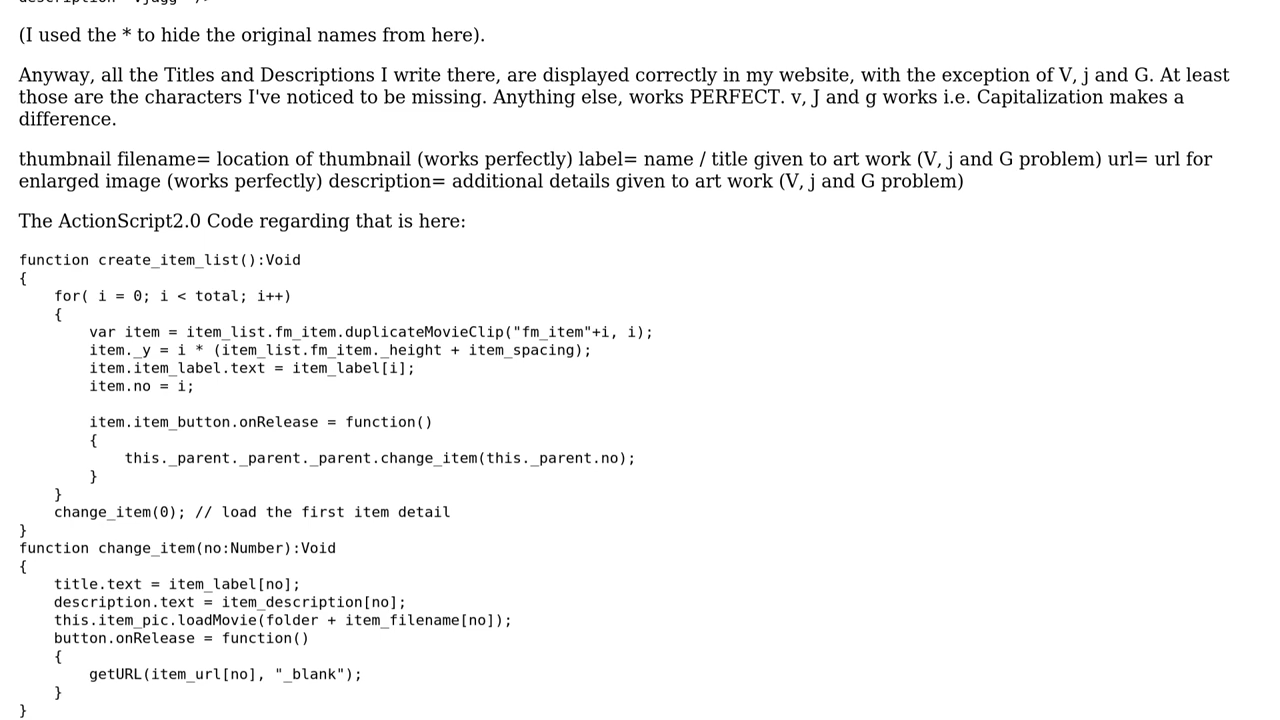 (I used the * to hide the original names from here).
Anyway, all the Titles and Descriptions I write there, are displayed correctly in my website, with the exception of V, j and G. At least
those are the characters I've noticed to be missing. Anything else, works PERFECT. v, J and g works i.e. Capitalization makes a
difference.
thumbnail filename= location of thumbnail (works perfectly) label= name / title given to art work (V, j and G problem) url= url for
enlarged image (works perfectly) description= additional details given to art work (V, j and G problem)
The ActionScript2.0 Code regarding that is here:
function create_item_list():Void
{
    for( i = 0; i < total; i++)
    {
        var item = item_list.fm_item.duplicateMovieClip("fm_item"+i, i);
        item._y = i * (item_list.fm_item._height + item_spacing);
        item.item_label.text = item_label[i];
        item.no = i;
        item.item_button.onRelease = function()
        {
            this._parent._parent._parent.change_item(this._parent.no);
        }
    }
    change_item(0); // load the first item detail
}
function change_item(no:Number):Void
{
    title.text = item_label[no];
    description.text = item_description[no];
    this.item_pic.loadMovie(folder + item_filename[no]);
    button.onRelease = function()
    {
        getURL(item_url[no], "_blank");
    }
}